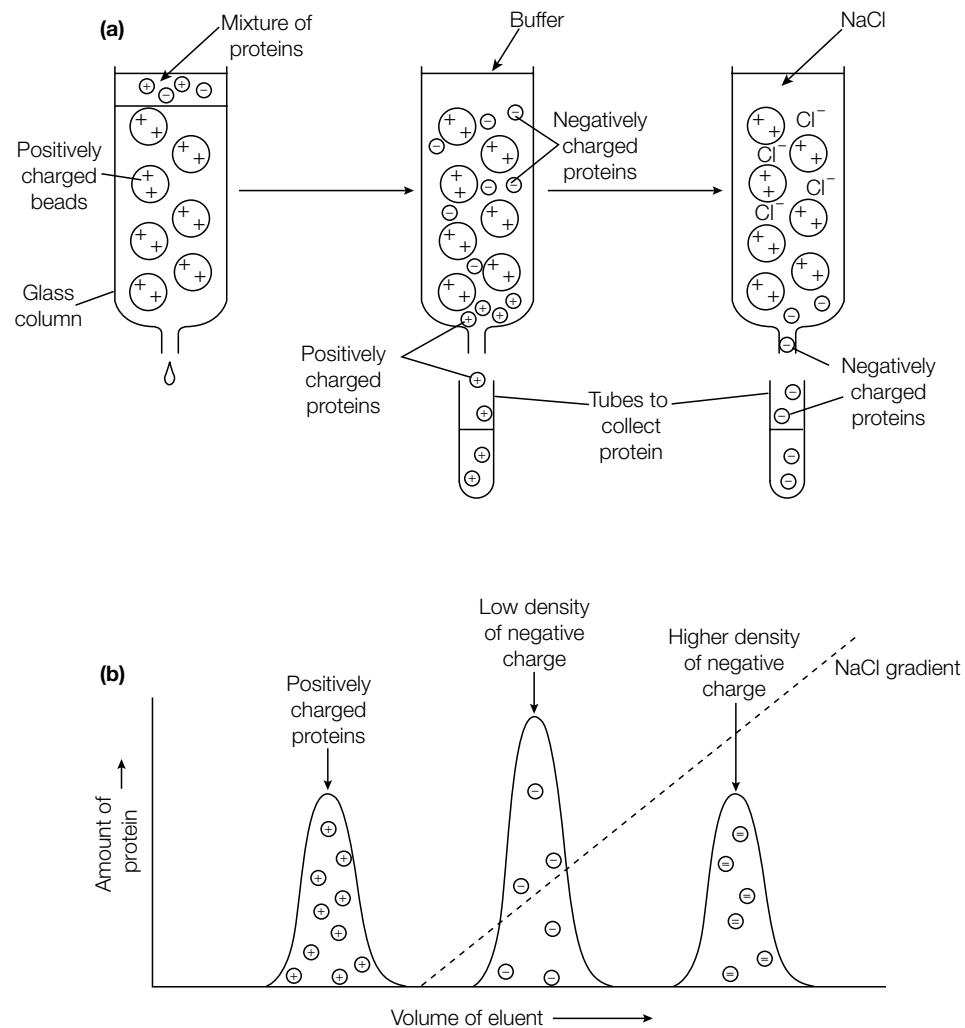 (a)
Mixture of
proteins
Buffer
NaCl
Positively
charged
beads
Negatively
charged
proteins
Cl⁻
Cl⁻
Cl⁻
Cl⁻
Glass
column
Positively
charged
proteins
Tubes to
collect
protein
Negatively
charged
proteins
(b)
Positively
charged
proteins
Low density
of negative
charge
Higher density
of negative
charge
NaCl gradient
Amount of
protein
Volume of eluent